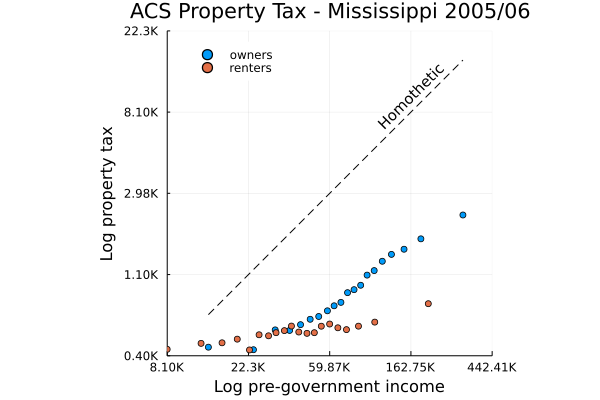 ACS Property Tax - Mississippi 2005/06
22.3K
owners
renters
Homothetic
8.10K
Log property tax
2.98K
1.10K
0.40K
8.10K 22.3K 59.87K 162.75K 442.41K
Log pre-government income